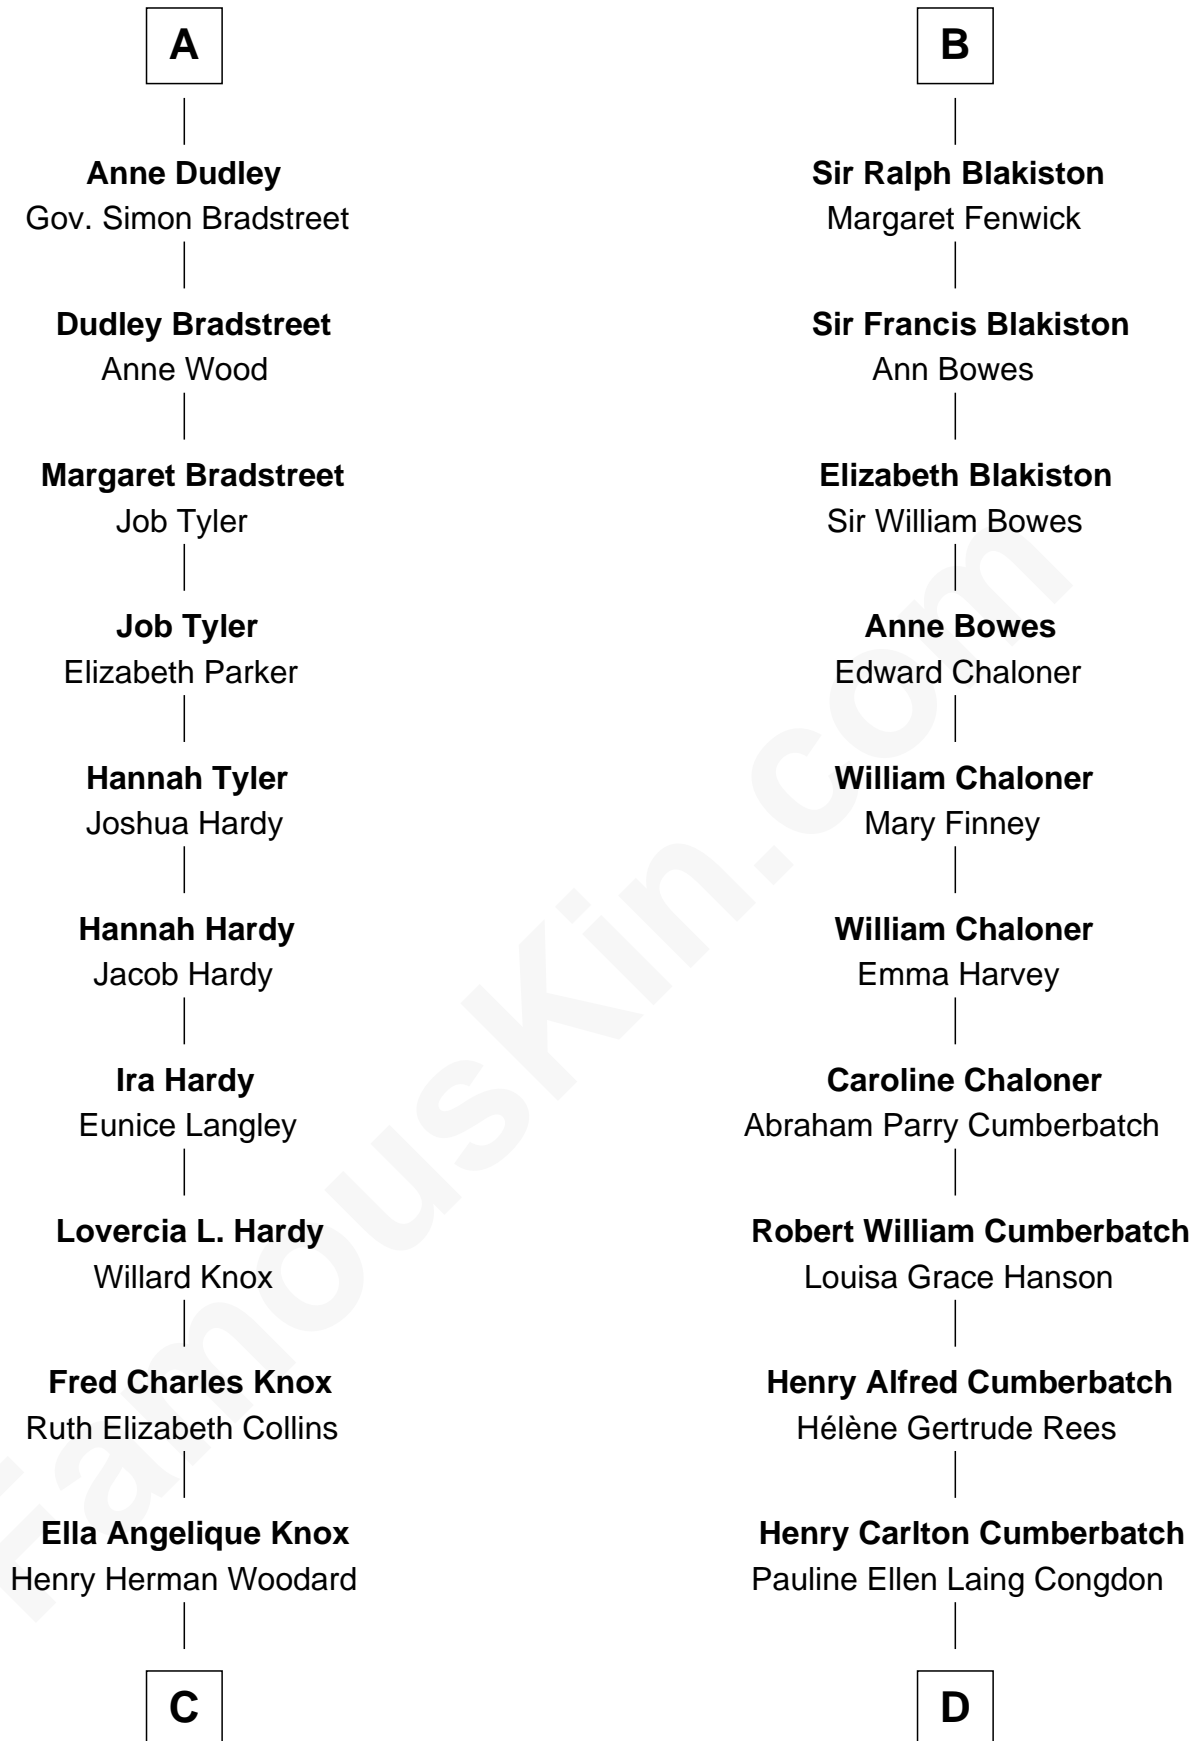 A
Anne Dudley
Gov. Simon Bradstreet
Dudley Bradstreet
Anne Wood
Margaret Bradstreet
Job Tyler
Job Tyler
Elizabeth Parker
Hannah Tyler
Joshua Hardy
Hannah Hardy
Jacob Hardy
Ira Hardy
Eunice Langley
Lovercia L. Hardy
Willard Knox
Fred Charles Knox
Ruth Elizabeth Collins
Ella Angelique Knox
Henry Herman Woodard
C
B
Sir Ralph Blakiston
Margaret Fenwick
Sir Francis Blakiston
Ann Bowes
Elizabeth Blakiston
Sir William Bowes
Anne Bowes
Edward Chaloner
William Chaloner
Mary Finney
William Chaloner
Emma Harvey
Caroline Chaloner
Abraham Parry Cumberbatch
Robert William Cumberbatch
Louisa Grace Hanson
Henry Alfred Cumberbatch
Hélène Gertrude Rees
Henry Carlton Cumberbatch
Pauline Ellen Laing Congdon
D
FamousKin.com